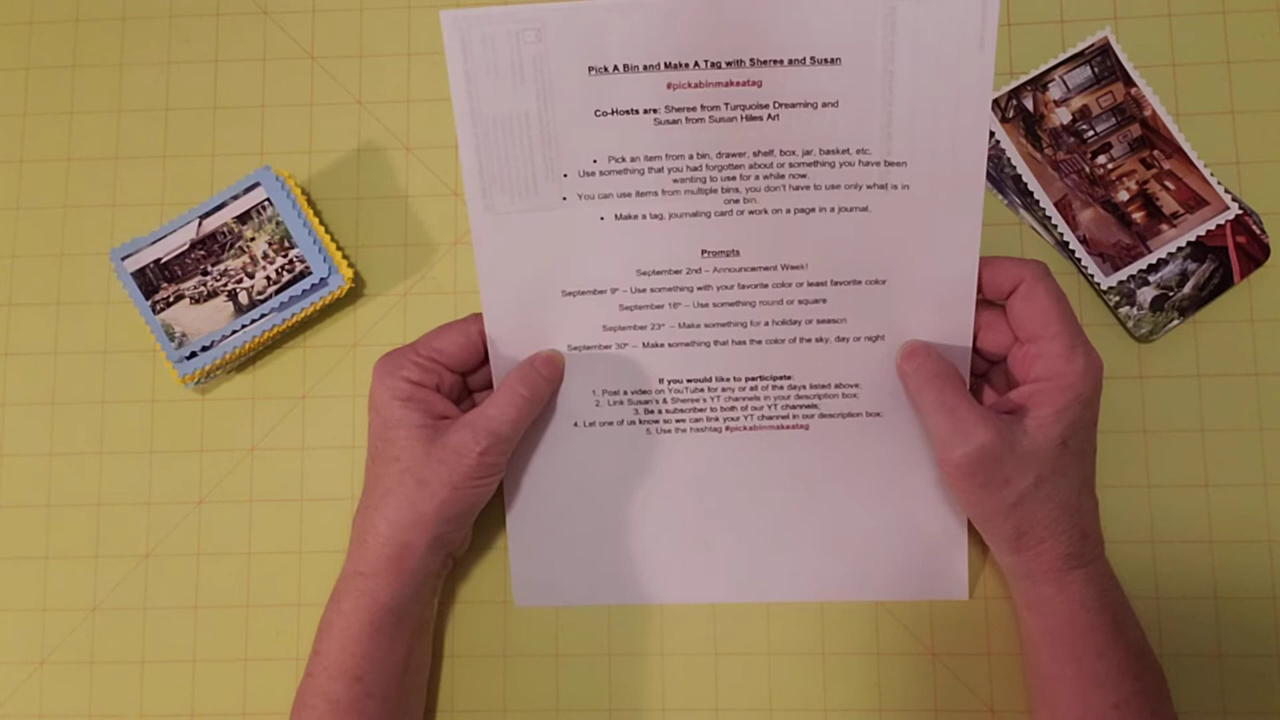 Pick A Bin and Make A Tag with Sheree and Susan
#pickabinmakeatag
Co-Hosts are: Sheree from Turquoise Dreaming and
Susan from Susan Hiles Art
• Pick an item from a bin, drawer, shelf, box, jar, basket, etc.
• Use something that you had forgotten about or something you have been
wanting to use for a while now.
• You can use items from multiple bins, you don't have to use only what is in
one bin.
• Make a tag, journaling card or work on a page in a journal.
Prompts
September 2nd – Announcement Week!
September 9th – Use something with your favorite color or least favorite color
September 16th – Use something round or square
September 23rd – Make something for a holiday or season
September 30th – Make something that has the color of the sky, day or night
If you would like to participate:
1. Post a video on YouTube for any or all of the days listed above;
2. Link Susan's & Sheree's YT channels in your description box;
3. Be a subscriber to both of our YT channels;
4. Let one of us know so we can link your YT channel in our description box;
5. Use the hashtag #pickabinmakeatag